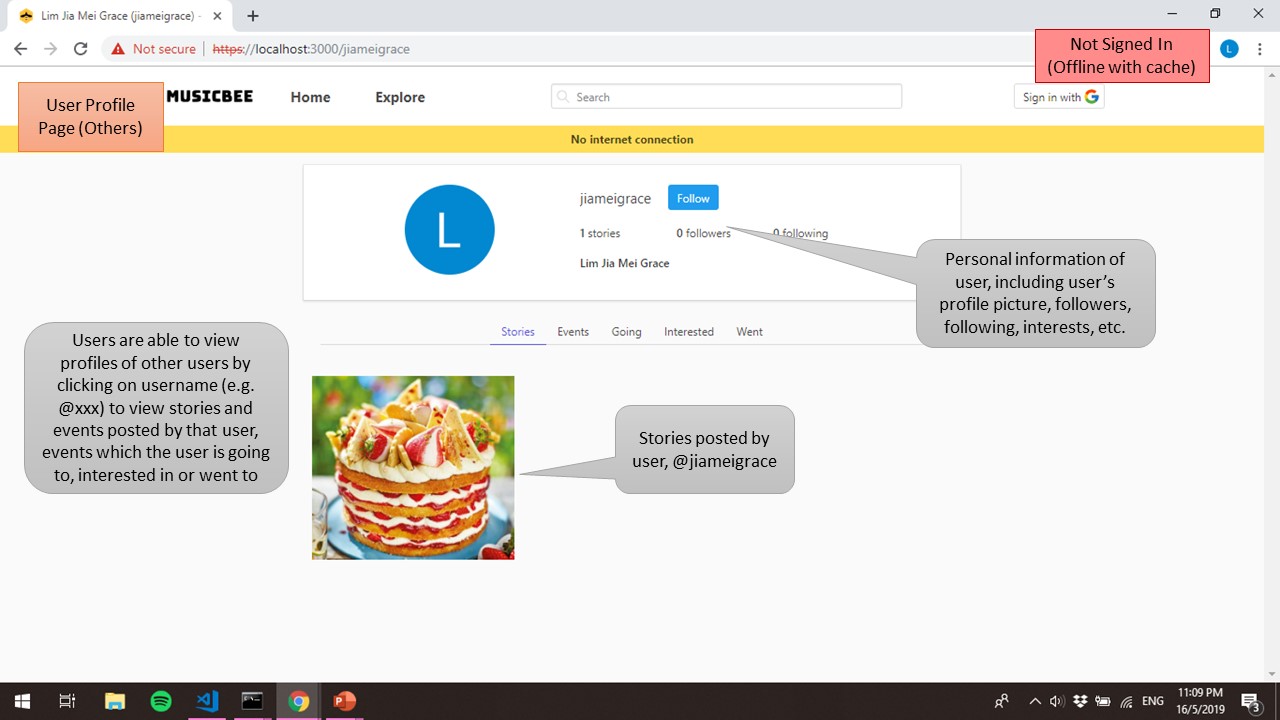 Lim Jia Mei Grace (jiameigrace) -
Not secure
https://localhost:3000/jiameigrace
L
Not Signed In
(Offline with cache)
User Profile
Page (Others)
MUSICBEE
Home
Explore
Search
Sign in with
No internet connection
L
jiameigrace
Follow
1 stories
0 followers
0 following
Lim Jia Mei Grace
Personal information of
user, including user’s
profile picture, followers,
following, interests, etc.
Stories
Events
Going
Interested
Went
Users are able to view
profiles of other users by
clicking on username (e.g.
@xxx) to view stories and
events posted by that user,
events which the user is going
to, interested in or went to
Stories posted by
user, @jiameigrace
ENG
11:09 PM
16/5/2019
3